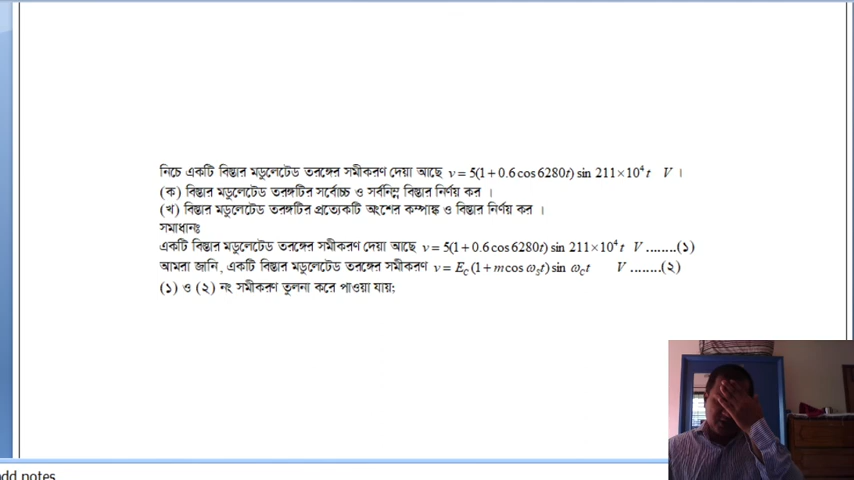 নিচে একটি বিস্তার মডুলেটেড তরঙ্গের সমীকরণ দেয়া আছে v = 5(1 + 0.6 cos 6280t) sin 211×10⁴ t V ।
(ক) বিস্তার মডুলেটেড তরঙ্গটির সর্বোচ্চ ও সর্বনিম্ন বিস্তার নির্ণয় কর ।
(খ) বিস্তার মডুলেটেড তরঙ্গটির প্রত্যেকটি অংশের কম্পাঙ্ক ও বিস্তার নির্ণয় কর ।
সমাধানঃ
একটি বিস্তার মডুলেটেড তরঙ্গের সমীকরণ দেয়া আছে v = 5(1 + 0.6 cos 6280t) sin 211×10⁴ t V ........(১)
আমরা জানি, একটি বিস্তার মডুলেটেড তরঙ্গের সমীকরণ v = E_C (1 + m cos ω_S t) sin ω_C t V ........(২)
(১) ও (২) নং সমীকরণ তুলনা করে পাওয়া যায়;
add notes